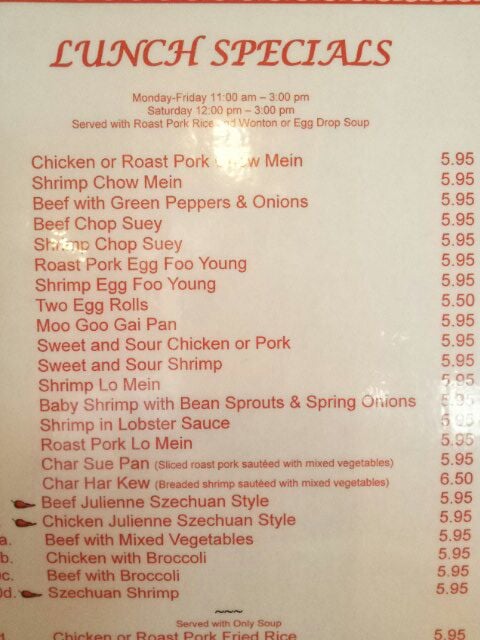 LUNCH SPECIALS
Monday-Friday 11:00 am – 3:00 pm
Saturday 12:00 pm – 3:00 pm
Served with Roast Pork Rice and Wonton or Egg Drop Soup
Chicken or Roast Pork Chow Mein 5.95
Shrimp Chow Mein 5.95
Beef with Green Peppers & Onions 5.95
Beef Chop Suey 5.95
Shrimp Chop Suey 5.95
Roast Pork Egg Foo Young 5.95
Shrimp Egg Foo Young 5.95
Two Egg Rolls 5.50
Moo Goo Gai Pan 5.95
Sweet and Sour Chicken or Pork 5.95
Sweet and Sour Shrimp 5.95
Shrimp Lo Mein 5.95
Baby Shrimp with Bean Sprouts & Spring Onions 5.95
Shrimp in Lobster Sauce 5.95
Roast Pork Lo Mein 5.95
Char Sue Pan (Sliced roast pork sautéed with mixed vegetables) 5.95
Char Har Kew (Breaded shrimp sautéed with mixed vegetables) 6.50
Beef Julienne Szechuan Style 5.95
Chicken Julienne Szechuan Style 5.95
a. Beef with Mixed Vegetables 5.95
b. Chicken with Broccoli 5.95
0c. Beef with Broccoli 5.95
0d. Szechuan Shrimp 5.95
~~~
Served with Only Soup
1 Chicken or Roast Pork Fried Rice 5.95